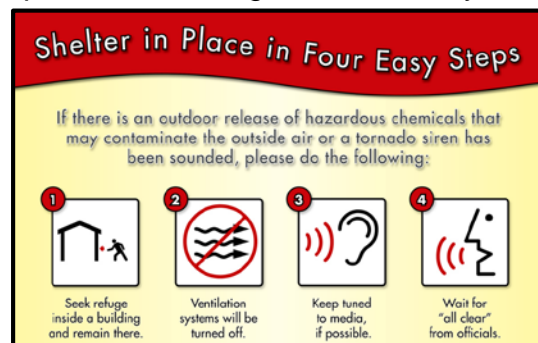 Shelter in Place in Four Easy Steps
If there is an outdoor release of hazardous chemicals that
may contaminate the outside air or a tornado siren has
been sounded, please do the following:
1
Seek refuge
inside a building
and remain there.
2
Ventilation
systems will be
turned off.
3
Keep tuned
to media,
if possible.
4
Wait for
"all clear"
from officials.